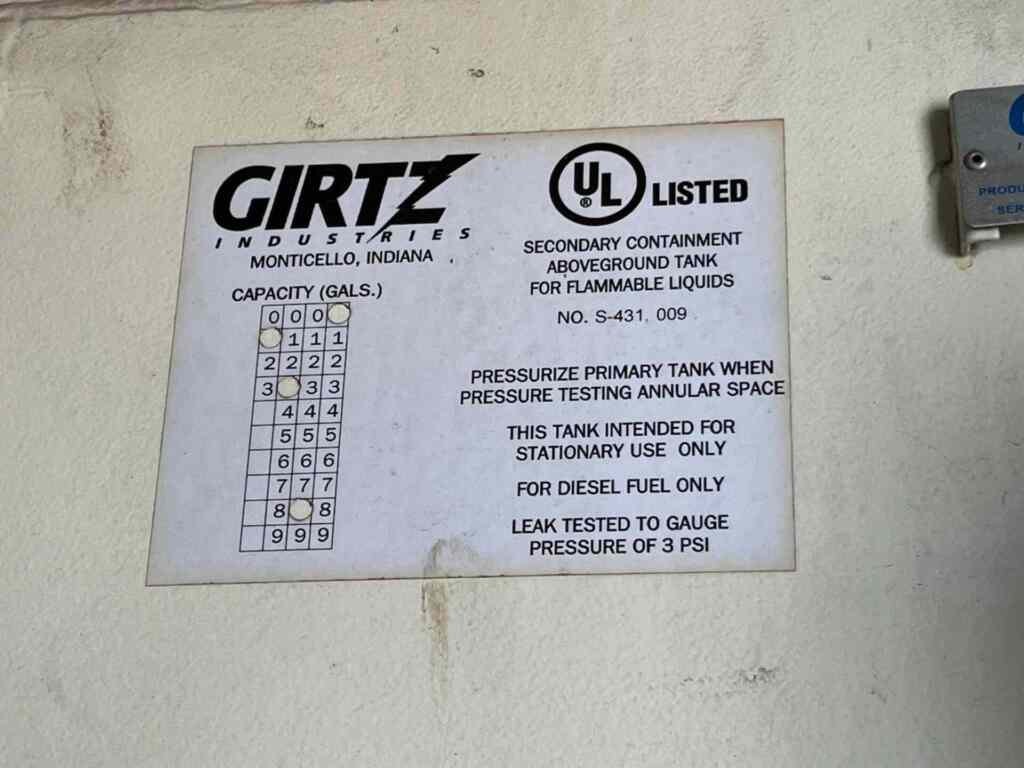 GIRTZ
INDUSTRIES
MONTICELLO, INDIANA
CAPACITY (GALS.)
0 0 0
1 1 1
2 2 2 2
3 3 3
4 4 4
5 5 5
6 6 6
7 7 7
8 8
9 9 9
UL
®
LISTED
SECONDARY CONTAINMENT
ABOVEGROUND TANK
FOR FLAMMABLE LIQUIDS
NO. S-431, 009
PRESSURIZE PRIMARY TANK WHEN
PRESSURE TESTING ANNULAR SPACE
THIS TANK INTENDED FOR
STATIONARY USE ONLY
FOR DIESEL FUEL ONLY
LEAK TESTED TO GAUGE
PRESSURE OF 3 PSI